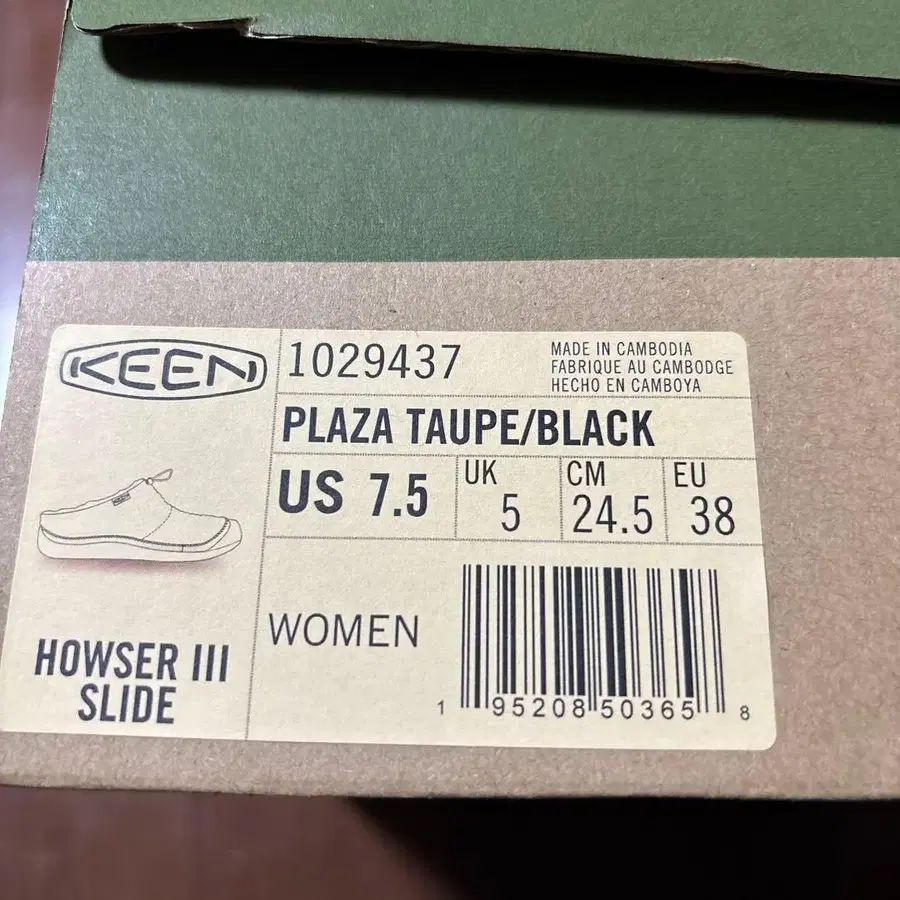 KEEN
1029437
MADE IN CAMBODIA
FABRIQUE AU CAMBODGE
HECHO EN CAMBOYA
PLAZA TAUPE/BLACK
US 7.5
UK 5
CM 24.5
EU 38
WOMEN
HOWSER III
SLIDE
1 95208 50365 8